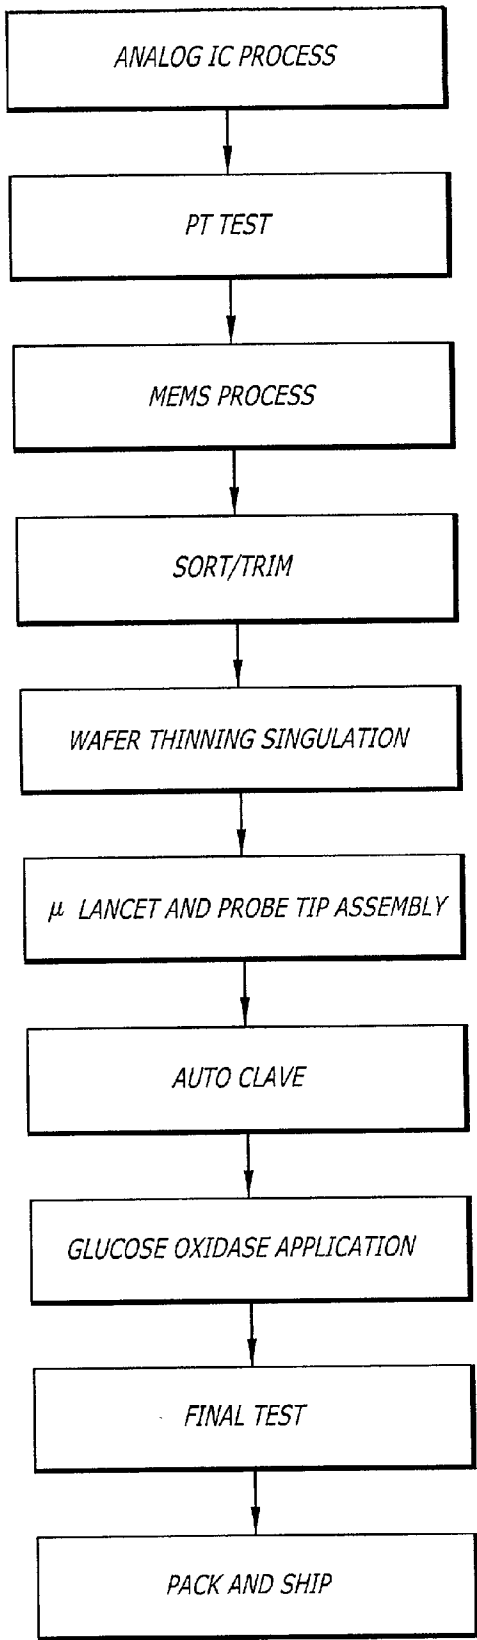 ANALOG IC PROCESS
PT TEST
MEMS PROCESS
SORT/TRIM
WAFER THINNING SINGULATION
μ LANCET AND PROBE TIP ASSEMBLY
AUTO CLAVE
GLUCOSE OXIDASE APPLICATION
FINAL TEST
PACK AND SHIP